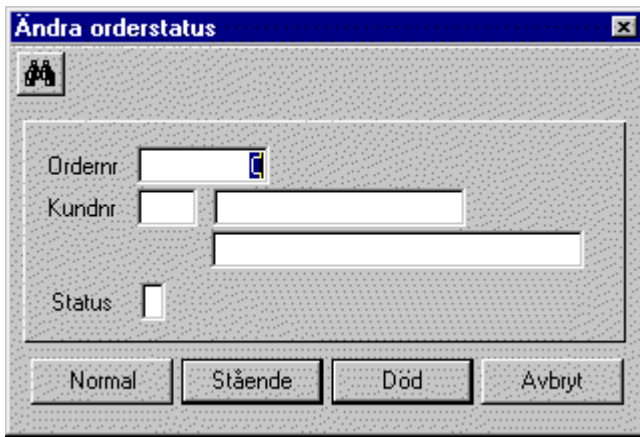 Ändra orderstatus
Ordernr
Kundnr
Status
Normal Stående Död Avbryt